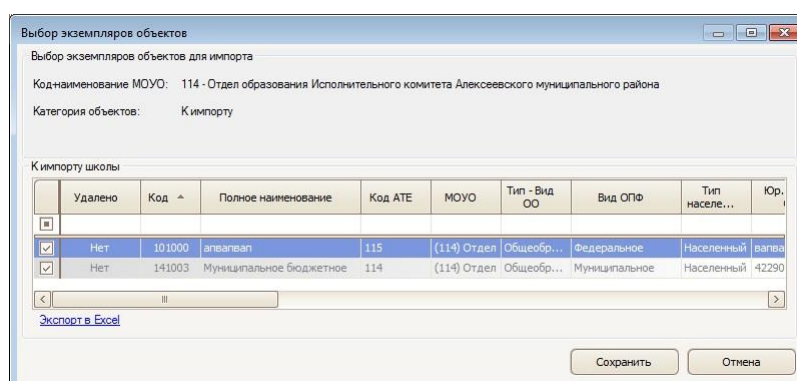 Выбор экземпляров объектов
Выбор экземпляров объектов для импорта
Код-наименование МОУО: 114 - Отдел образования Исполнительного комитета Алексеевского муниципального района
Категория объектов: К импорту
К импорту школы
Удалено Код Полное наименование Код АТЕ МОУО Тип - Вид ОО Вид ОПФ Тип населе... Юр.
Нет 101000 апвапвап 115 (114) Отдел Общеобр... Федеральное Населенный вапва
Нет 141003 Муниципальное бюджетное 114 (114) Отдел Общеобр... Муниципальное Населенный 42290
Экспорт в Excel
Сохранить Отмена